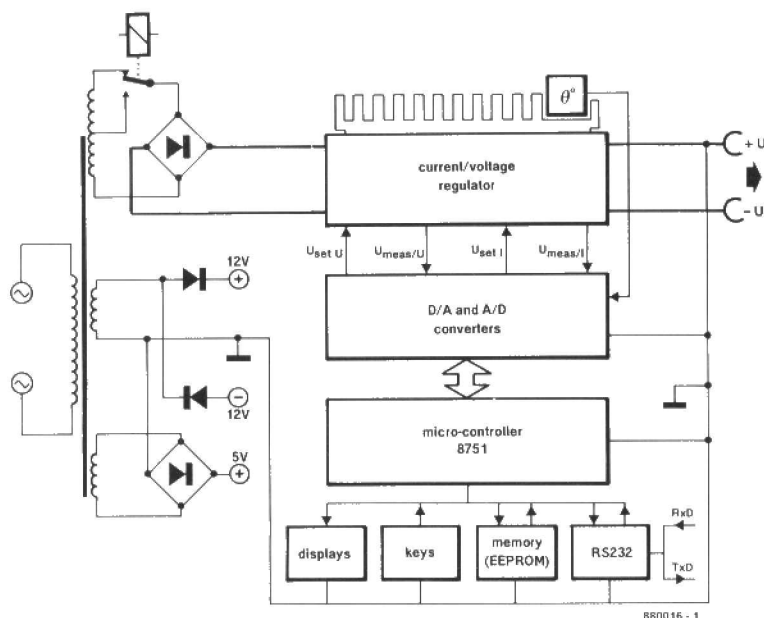 θ°
current/voltage
regulator
+ U
− U
Uset U
Umeas/U
Uset I
Umeas/I
12V
+
D/A and A/D
converters
−
12V
micro-controller
8751
5V
+
displays
keys
memory
(EEPROM)
RS232
RxD
TxD
880016 - 1